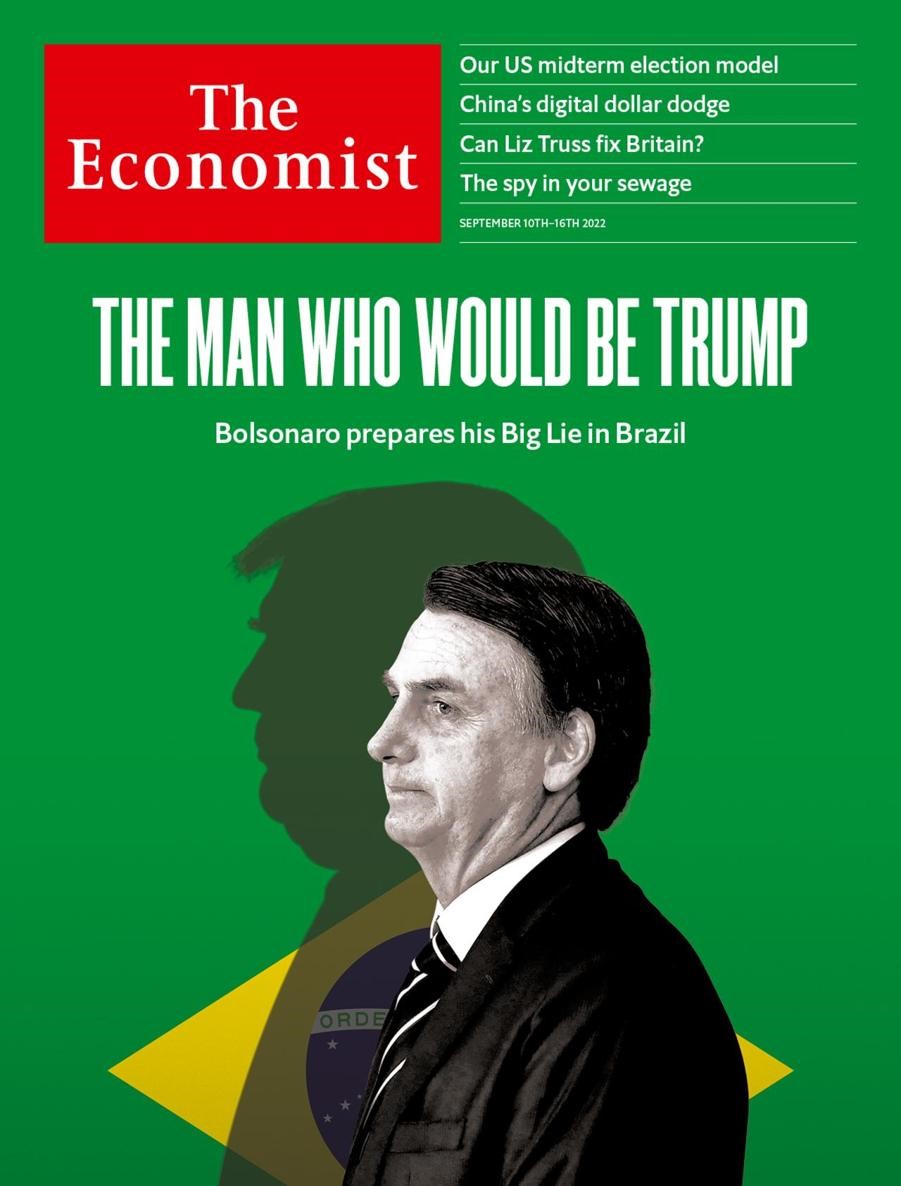 The
Economist
Our US midterm election model
China's digital dollar dodge
Can Liz Truss fix Britain?
The spy in your sewage
SEPTEMBER 10TH–16TH 2022
THE MAN WHO WOULD BE TRUMP
Bolsonaro prepares his Big Lie in Brazil
ORDE